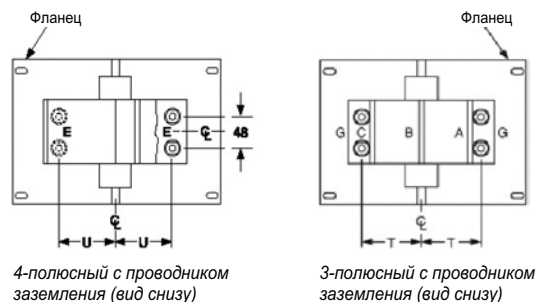 Фланец
Фланец
E E ℄ 48
G C B A G
℄
℄
U U
T T
4-полюсный с проводником
заземления (вид снизу)
3-полюсный с проводником
заземления (вид снизу)